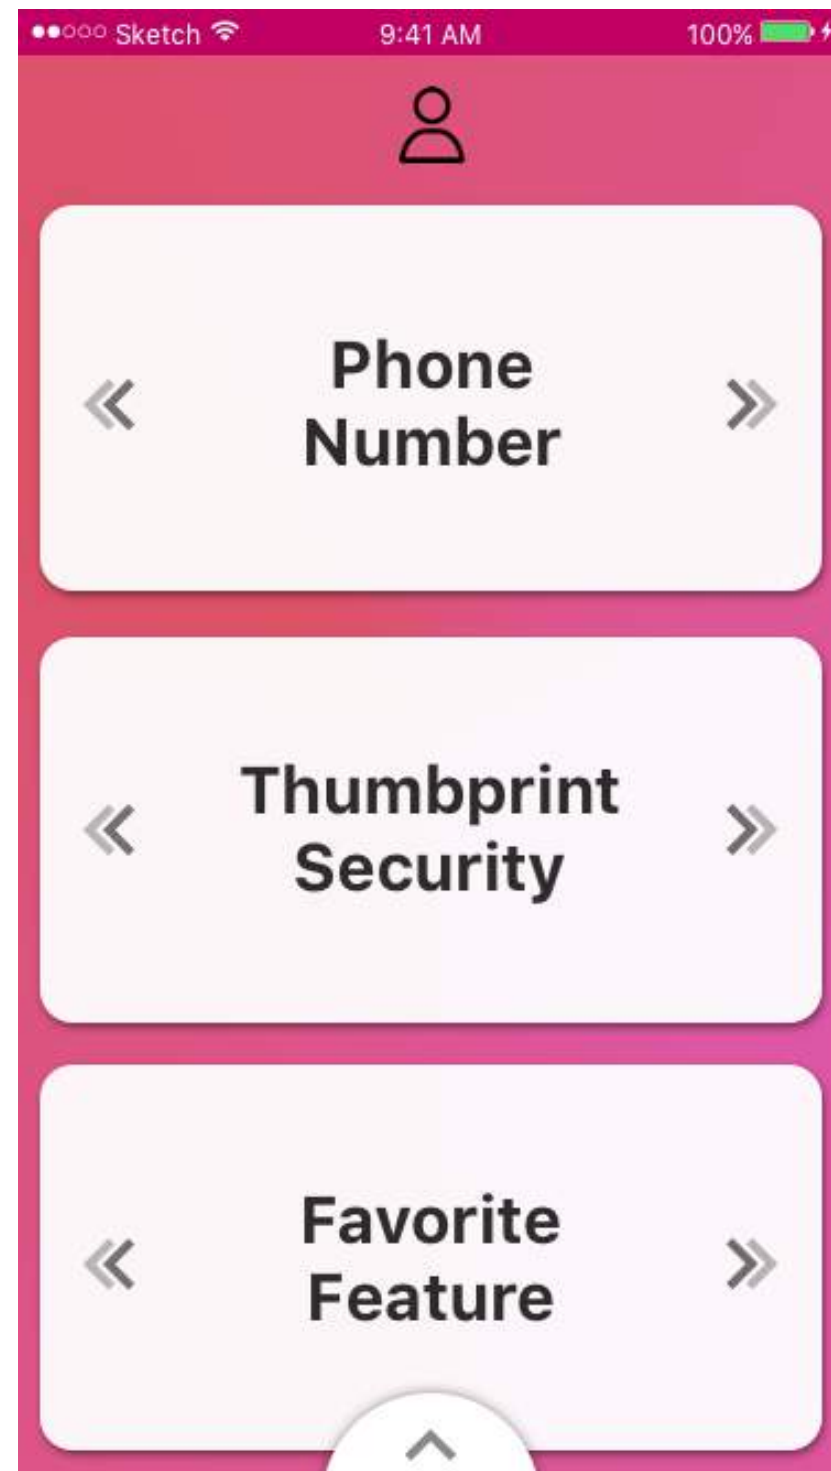 Sketch 9:41 AM 100%
Phone
Number
Thumbprint
Security
Favorite
Feature